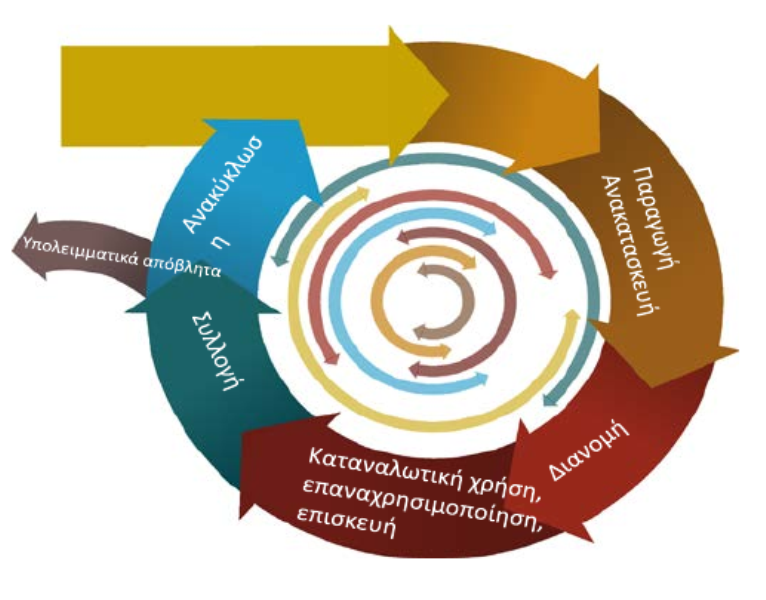 Ανακύκλωσ
η
Παραγωγή
Ανακατασκευή
Υπολειμματικά απόβλητα
Συλλογή
Διανομή
Καταναλωτική χρήση,
επαναχρησιμοποίηση,
επισκευή